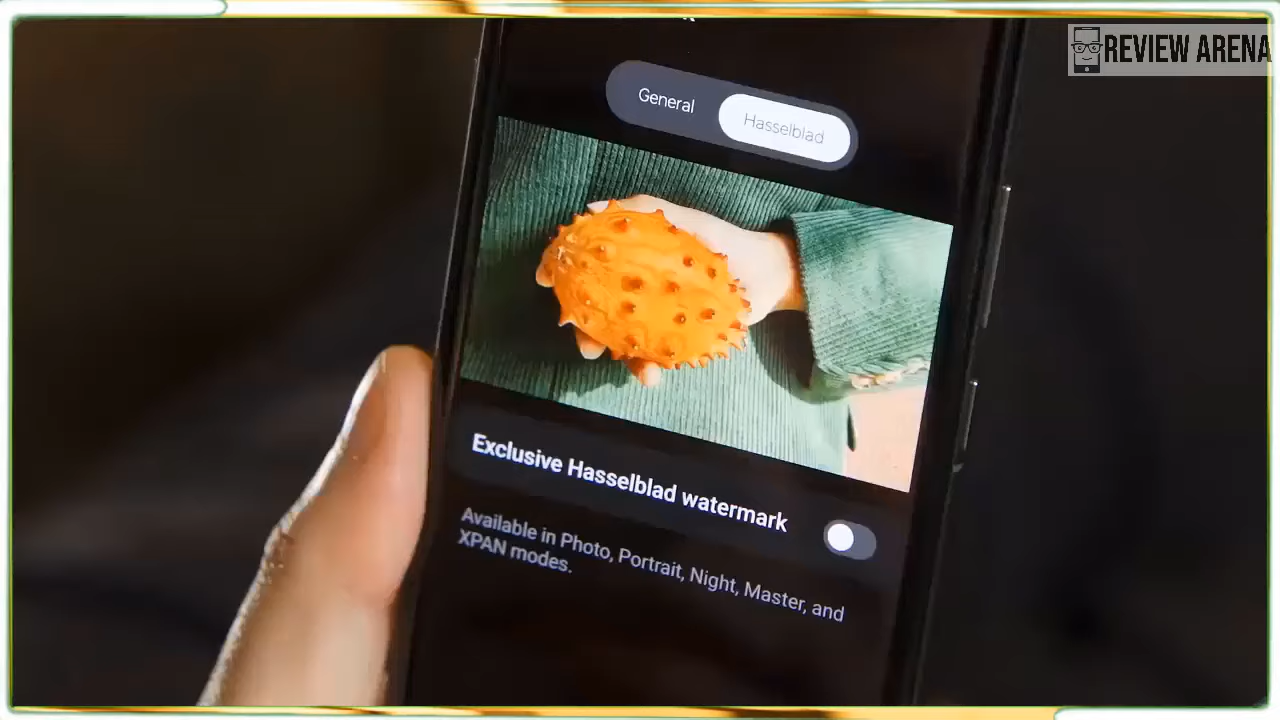 REVIEW ARENA
General
Hasselblad
Exclusive Hasselblad watermark
Available in Photo, Portrait, Night, Master, and
XPAN modes.